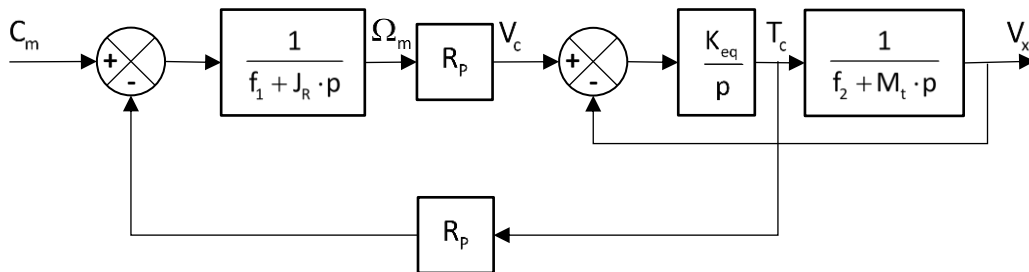 C_m
+
-
1
f_1 + J_R · p
Ω_m
R_P
V_c
+
-
K_eq
p
T_c
1
f_2 + M_t · p
V_x
R_P